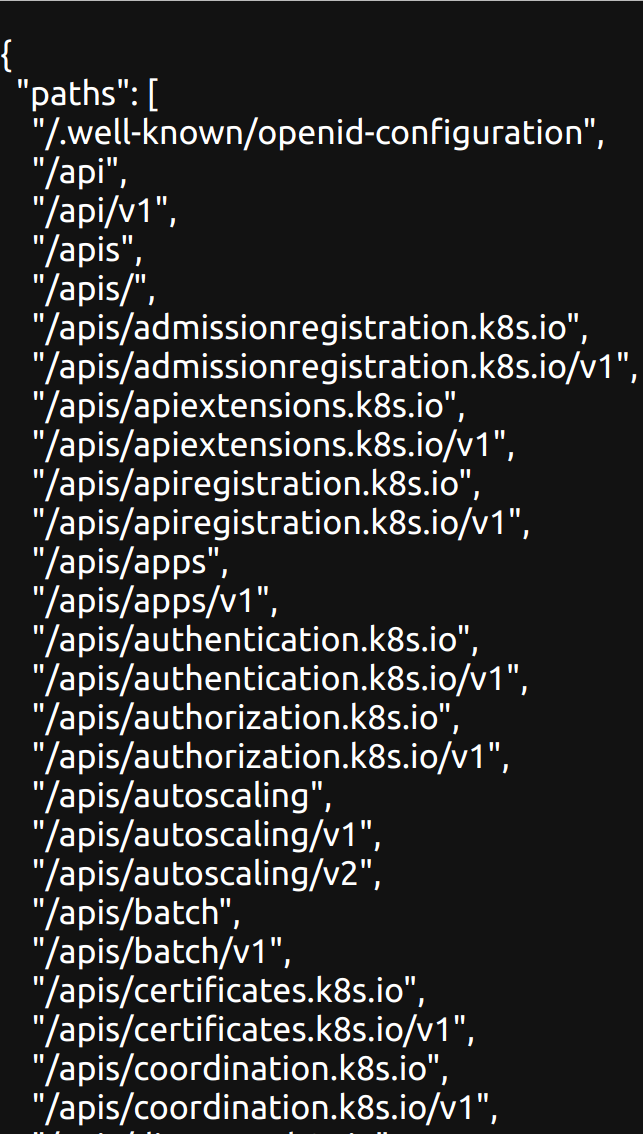 {
"paths": [
"/.well-known/openid-configuration",
"/api",
"/api/v1",
"/apis",
"/apis/",
"/apis/admissionregistration.k8s.io",
"/apis/admissionregistration.k8s.io/v1",
"/apis/apiextensions.k8s.io",
"/apis/apiextensions.k8s.io/v1",
"/apis/apiregistration.k8s.io",
"/apis/apiregistration.k8s.io/v1",
"/apis/apps",
"/apis/apps/v1",
"/apis/authentication.k8s.io",
"/apis/authentication.k8s.io/v1",
"/apis/authorization.k8s.io",
"/apis/authorization.k8s.io/v1",
"/apis/autoscaling",
"/apis/autoscaling/v1",
"/apis/autoscaling/v2",
"/apis/batch",
"/apis/batch/v1",
"/apis/certificates.k8s.io",
"/apis/certificates.k8s.io/v1",
"/apis/coordination.k8s.io",
"/apis/coordination.k8s.io/v1",